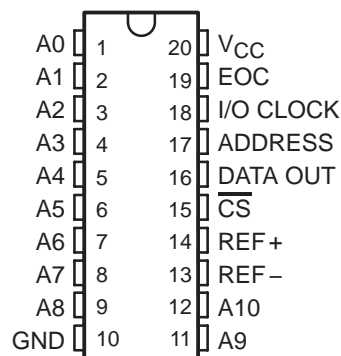 A0 1 20 VCC
A1 2 19 EOC
A2 3 18 I/O CLOCK
A3 4 17 ADDRESS
A4 5 16 DATA OUT
A5 6 15 C̅S̅
A6 7 14 REF+
A7 8 13 REF−
A8 9 12 A10
GND 10 11 A9